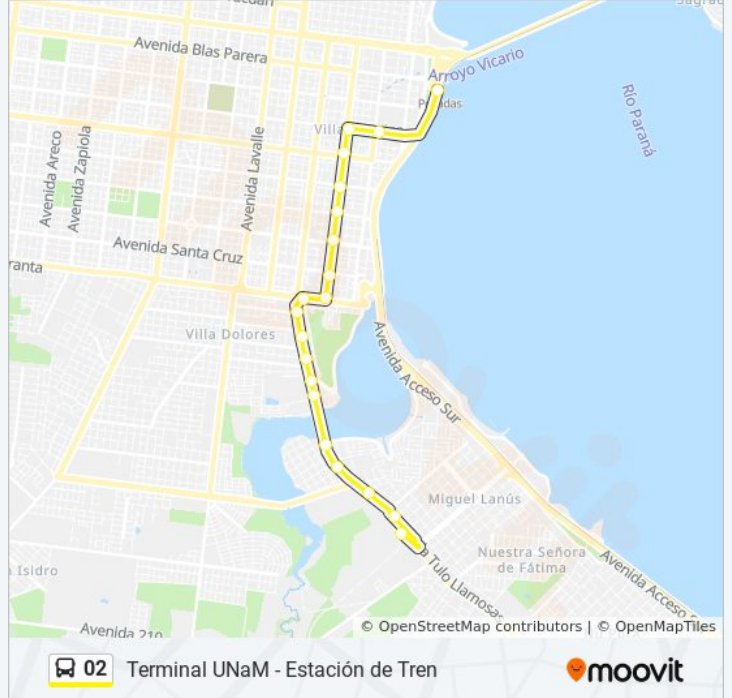 Avenida Blas Parera
Arroyo Vicario
Río Paraná
Villa
Avenida Areco
Avenida Zapiola
Avenida Lavalle
Avenida Santa Cruz
ranta
Villa Dolores
Avenida Acceso Sur
Miguel Lanús
Nuestra Señora
de Fátima
Isidro
a Tulo Llamosas
Avenida Acceso S
Avenida 210
© OpenStreetMap contributors | © OpenMapTiles
02 Terminal UNaM - Estación de Tren
moovit